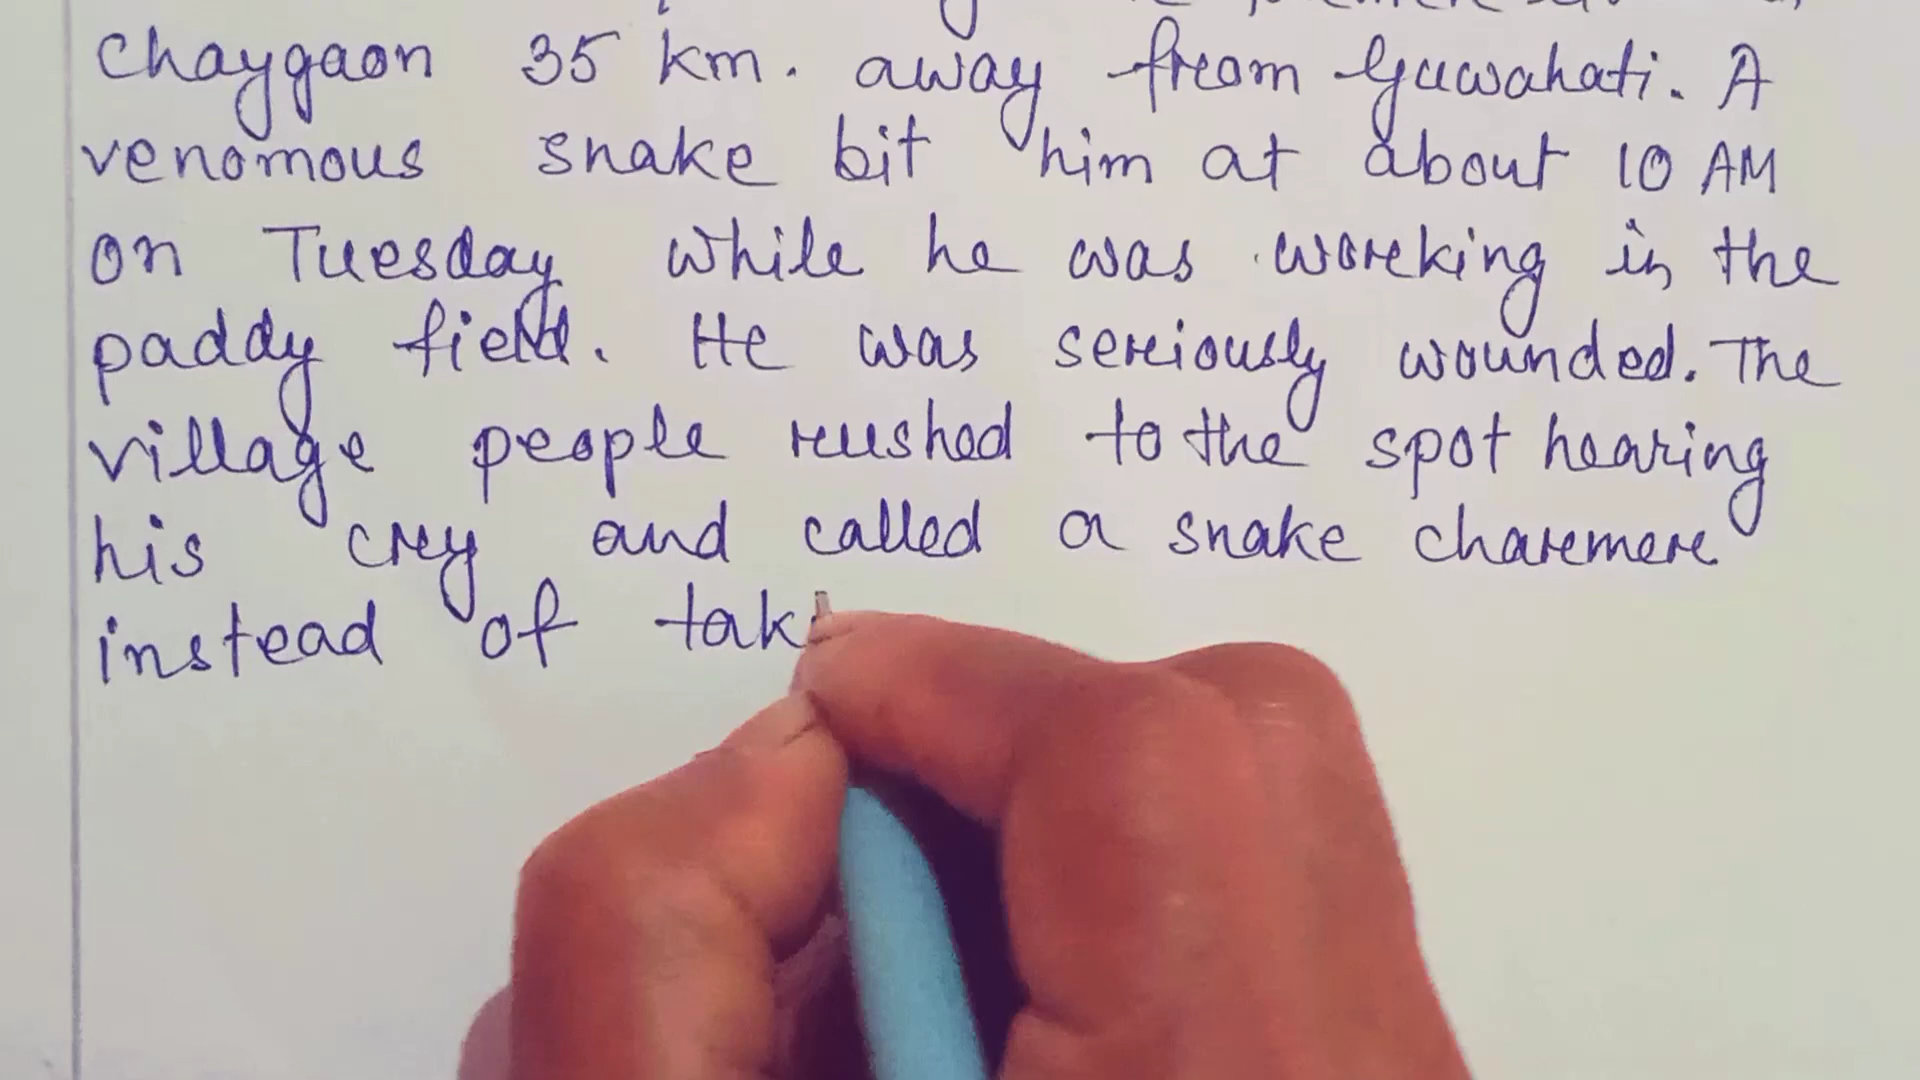 Chaygaon 35 km. away from Guwahati. A
venomous snake bit him at about 10 AM
on Tuesday while he was working in the
paddy field. He was seriously wounded. The
village people rushed to the spot hearing
his cry and called a snake charmer
instead of tak